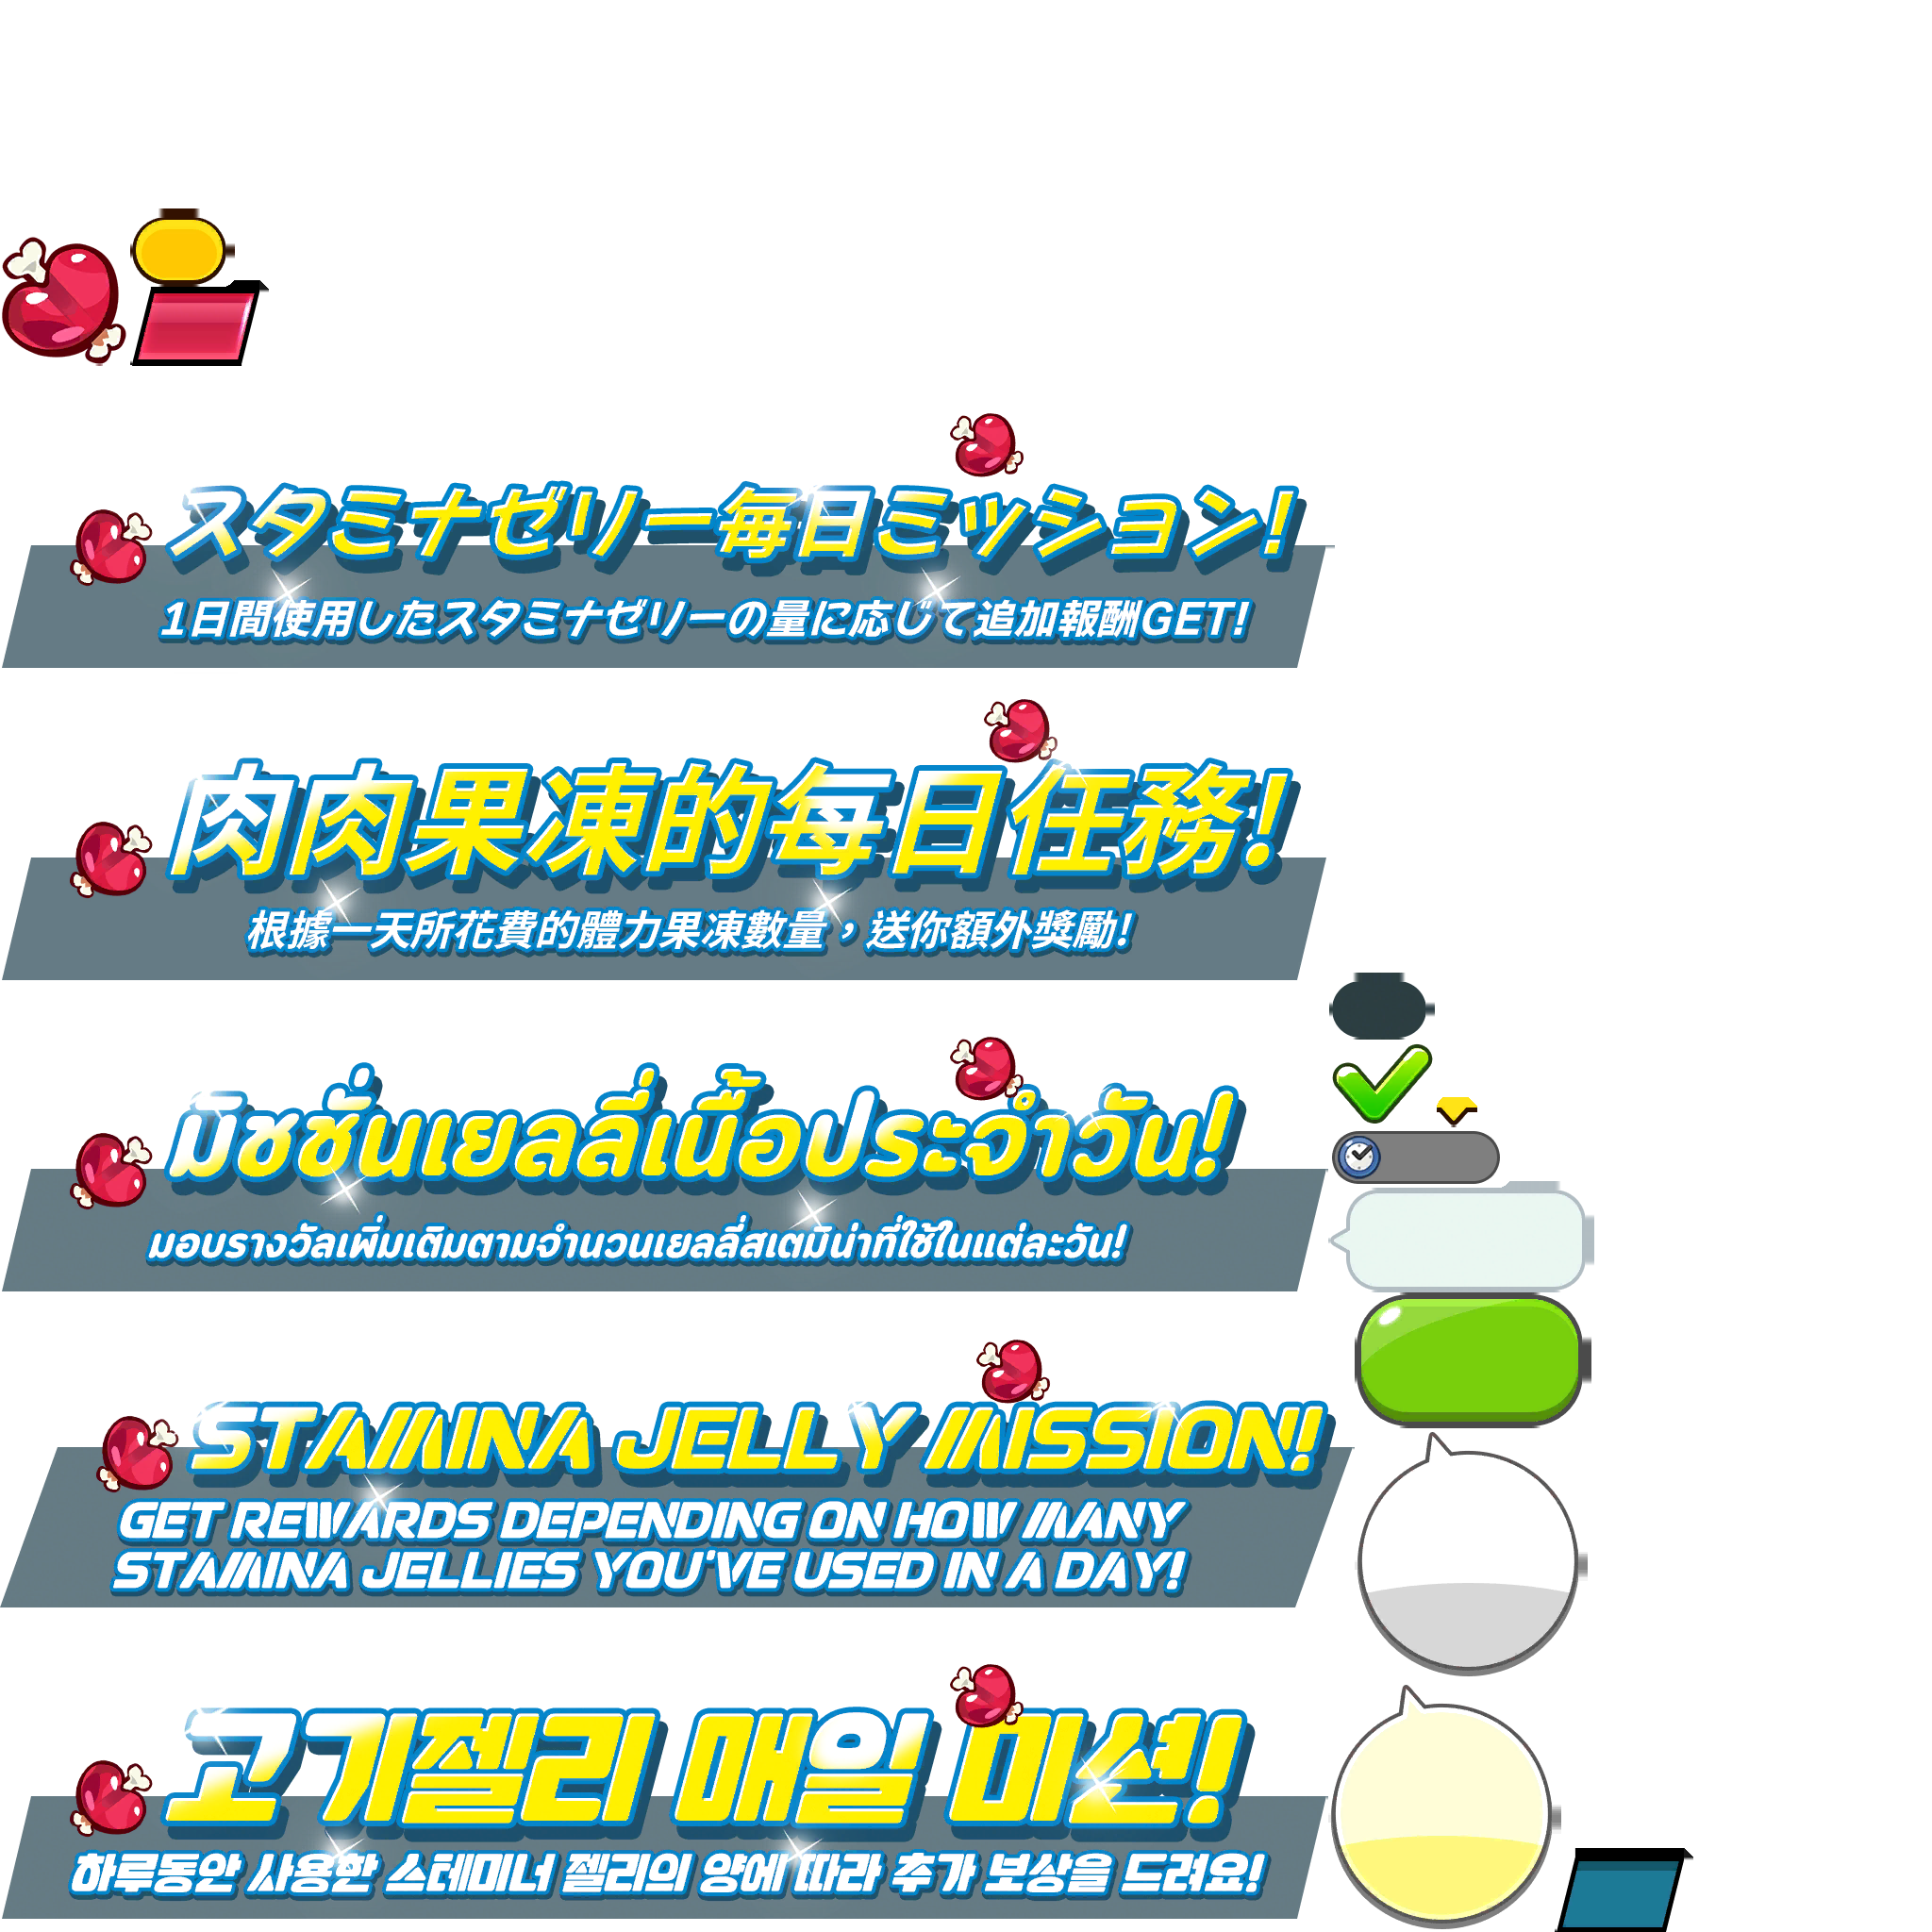 スタミナゼリー毎日ミッション!
1日間使用したスタミナゼリーの量に応じて追加報酬GET!
肉肉果凍的每日任務!
根據一天所花費的體力果凍數量，送你額外獎勵!
มิชชั่นเยลลี่เนื้อประจำวัน!
มอบรางวัลเพิ่มเติมตามจำนวนเยลลี่สเตมิน่าที่ใช้ในแต่ละวัน!
STAMINA JELLY MISSION!
GET REWARDS DEPENDING ON HOW MANY
STAMINA JELLIES YOU'VE USED IN A DAY!
고기젤리 매일 미션!
하루동안 사용한 스테미너 젤리의 양에 따라 추가 보상을 드려요!